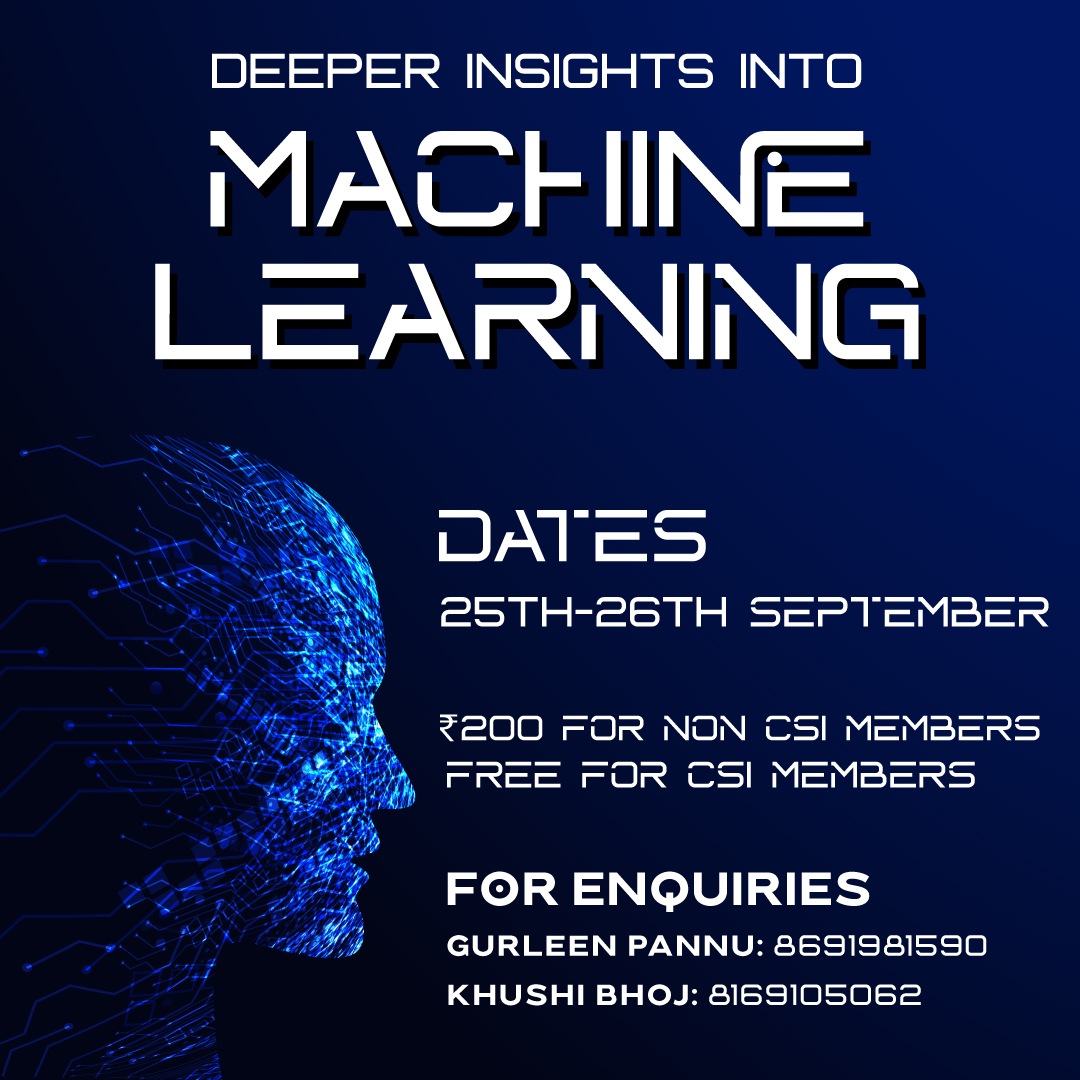 DEEPER INSIGHTS INTO
MACHINE
LEARNING
DATES
25TH-26TH SEPTEMBER
₹200 FOR NON CSI MEMBERS
FREE FOR CSI MEMBERS
FOR ENQUIRIES
GURLEEN PANNU: 8691981590
KHUSHI BHOJ: 8169105062